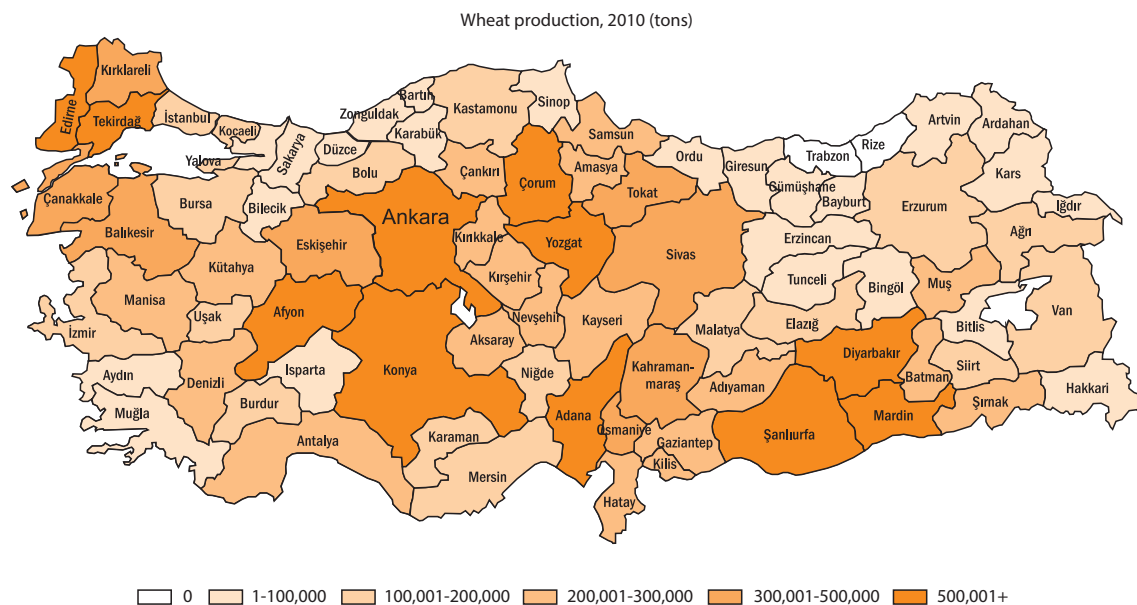 Wheat production, 2010 (tons)
Kırklareli
Edirne
Tekirdağ
İstanbul
Kocaeli
Yalova
Sakarya
Düzce
Zonguldak
Bartın
Karabük
Kastamonu
Sinop
Samsun
Ordu
Giresun
Trabzon
Rize
Artvin
Ardahan
Kars
Iğdır
Çanakkale
Balıkesir
Bursa
Bilecik
Bolu
Çankırı
Çorum
Amasya
Tokat
Gümüşhane
Bayburt
Erzurum
Ağrı
Ankara
Eskişehir
Kütahya
Kırıkkale
Yozgat
Sivas
Erzincan
Tunceli
Bingöl
Muş
Manisa
Uşak
Afyon
Kırşehir
Nevşehir
Kayseri
Malatya
Elazığ
Bitlis
Van
İzmir
Aydın
Denizli
Isparta
Konya
Aksaray
Niğde
Kahraman-
maraş
Adıyaman
Diyarbakır
Batman
Siirt
Hakkari
Muğla
Burdur
Antalya
Karaman
Mersin
Adana
Osmaniye
Gaziantep
Kilis
Hatay
Şanlıurfa
Mardin
Şırnak
0 1-100,000 100,001-200,000 200,001-300,000 300,001-500,000 500,001+